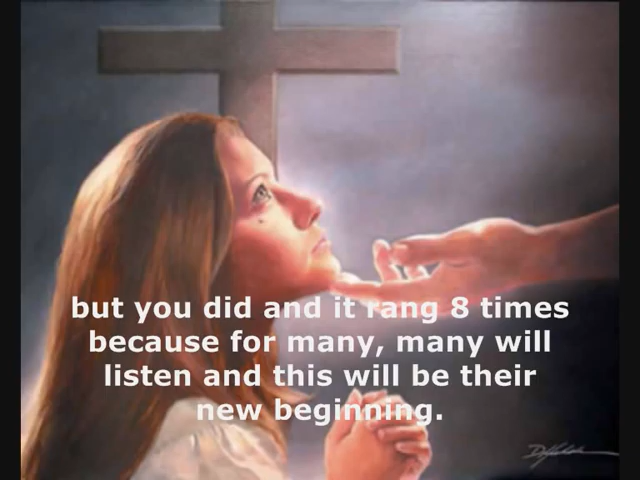 but you did and it rang 8 times
because for many, many will
listen and this will be their
new beginning.